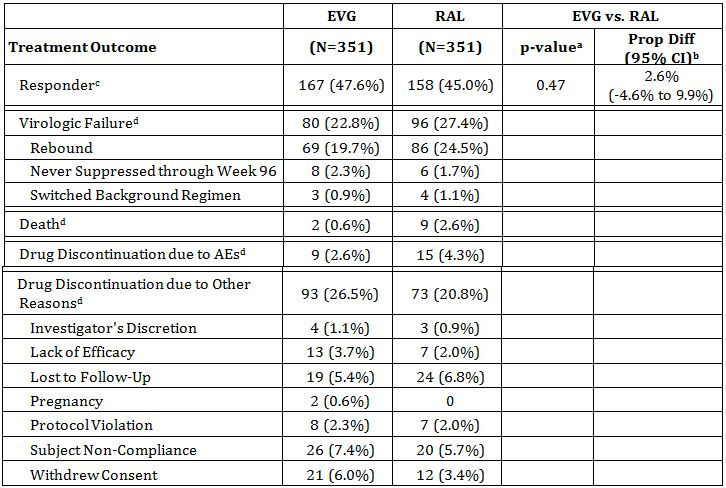 EVG RAL EVG vs. RAL
Treatment Outcome (N=351) (N=351) p-valueᵃ Prop Diff
(95% CI)ᵇ
Responderᶜ 167 (47.6%) 158 (45.0%) 0.47 2.6%
(-4.6% to 9.9%)
Virologic Failureᵈ 80 (22.8%) 96 (27.4%)
Rebound 69 (19.7%) 86 (24.5%)
Never Suppressed through Week 96 8 (2.3%) 6 (1.7%)
Switched Background Regimen 3 (0.9%) 4 (1.1%)
Deathᵈ 2 (0.6%) 9 (2.6%)
Drug Discontinuation due to AEsᵈ 9 (2.6%) 15 (4.3%)
Drug Discontinuation due to Other
Reasonsᵈ 93 (26.5%) 73 (20.8%)
Investigator's Discretion 4 (1.1%) 3 (0.9%)
Lack of Efficacy 13 (3.7%) 7 (2.0%)
Lost to Follow-Up 19 (5.4%) 24 (6.8%)
Pregnancy 2 (0.6%) 0
Protocol Violation 8 (2.3%) 7 (2.0%)
Subject Non-Compliance 26 (7.4%) 20 (5.7%)
Withdrew Consent 21 (6.0%) 12 (3.4%)